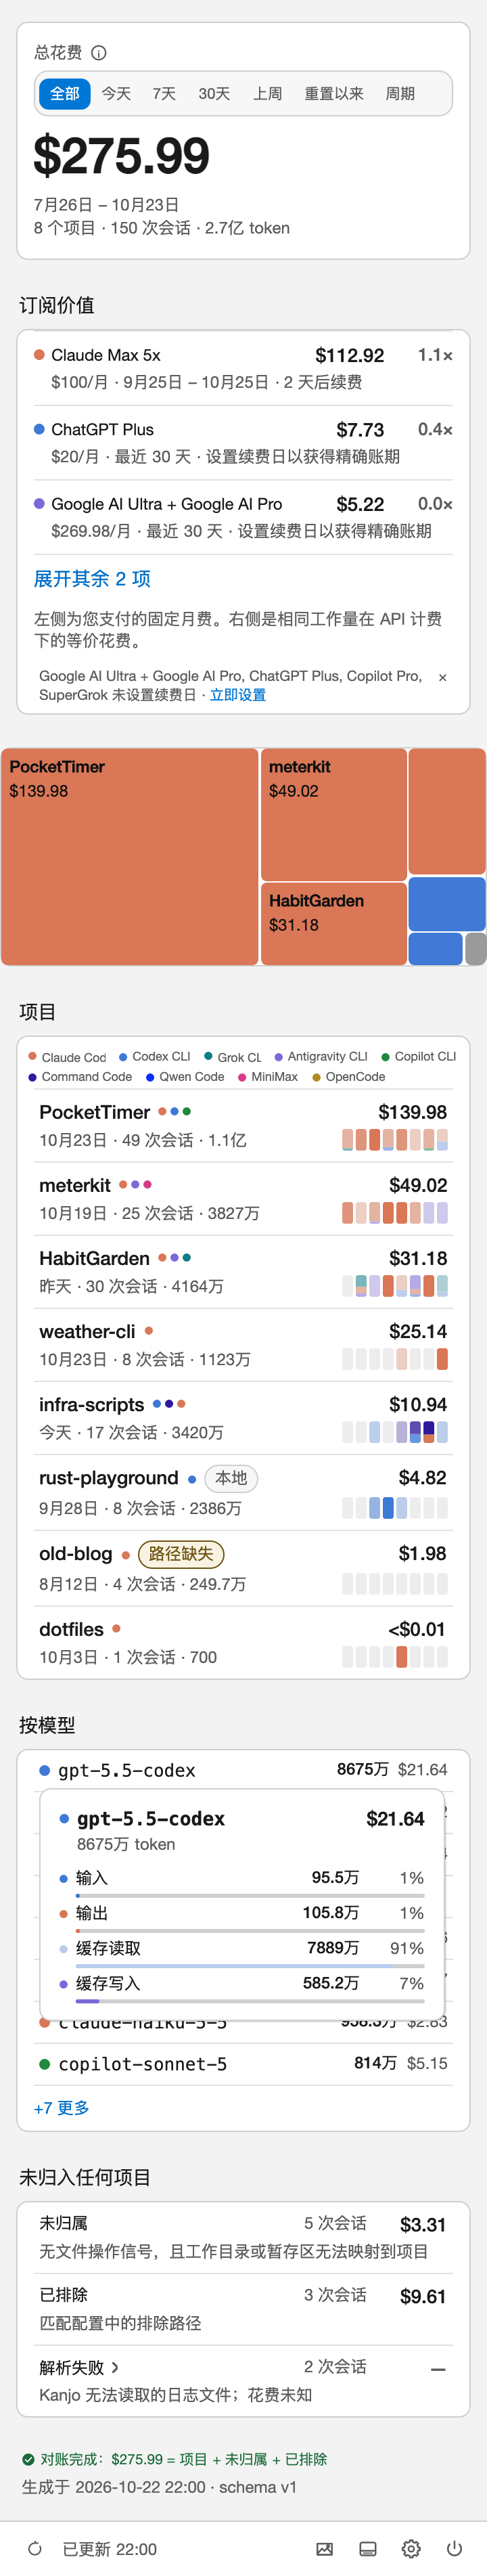 总花费
全部 今天 7天 30天 上周 重置以来 周期
$275.99
7月26日 – 10月23日
8 个项目 · 150 次会话 · 2.7亿 token
订阅价值
Claude Max 5x $112.92 1.1×
$100/月 · 9月25日 – 10月25日 · 2 天后续费
ChatGPT Plus $7.73 0.4×
$20/月 · 最近 30 天 · 设置续费日以获得精确账期
Google AI Ultra + Google AI Pro $5.22 0.0×
$269.98/月 · 最近 30 天 · 设置续费日以获得精确账期
展开其余 2 项
左侧为您支付的固定月费。右侧是相同工作量在 API 计费
下的等价花费。
Google AI Ultra + Google AI Pro, ChatGPT Plus, Copilot Pro, ×
SuperGrok 未设置续费日 · 立即设置
PocketTimer
$139.98
meterkit
$49.02
HabitGarden
$31.18
项目
Claude Cod Codex CLI Grok CL Antigravity CLI Copilot CLI
Command Code Qwen Code MiniMax OpenCode
PocketTimer $139.98
10月23日 · 49 次会话 · 1.1亿
meterkit $49.02
10月19日 · 25 次会话 · 3827万
HabitGarden $31.18
昨天 · 30 次会话 · 4164万
weather-cli $25.14
10月23日 · 8 次会话 · 1123万
infra-scripts $10.94
今天 · 17 次会话 · 3420万
rust-playground 本地 $4.82
9月28日 · 8 次会话 · 2386万
old-blog 路径缺失 $1.98
8月12日 · 4 次会话 · 249.7万
dotfiles <$0.01
10月3日 · 1 次会话 · 700
按模型
gpt-5.5-codex 8675万 $21.64
gpt-5.5-codex $21.64
8675万 token
输入 95.5万 1%
输出 105.8万 1%
缓存读取 7889万 91%
缓存写入 585.2万 7%
claude-haiku-5-5 $2.83
copilot-sonnet-5 814万 $5.15
+7 更多
未归入任何项目
未归属 5 次会话 $3.31
无文件操作信号，且工作目录或暂存区无法映射到项目
已排除 3 次会话 $9.61
匹配配置中的排除路径
解析失败 2 次会话 —
Kanjo 无法读取的日志文件；花费未知
对账完成：$275.99 = 项目 + 未归属 + 已排除
生成于 2026-10-22 22:00 · schema v1
已更新 22:00